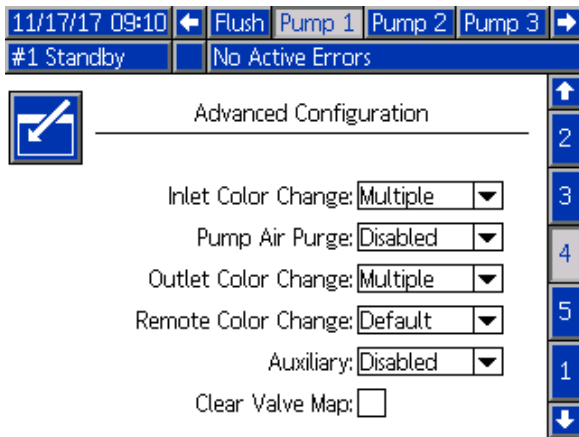 11/17/17 09:10 Flush Pump 1 Pump 2 Pump 3
#1 Standby No Active Errors
Advanced Configuration
2
Inlet Color Change: Multiple
3
Pump Air Purge: Disabled
4
Outlet Color Change: Multiple
Remote Color Change: Default
5
Auxiliary: Disabled
1
Clear Valve Map: